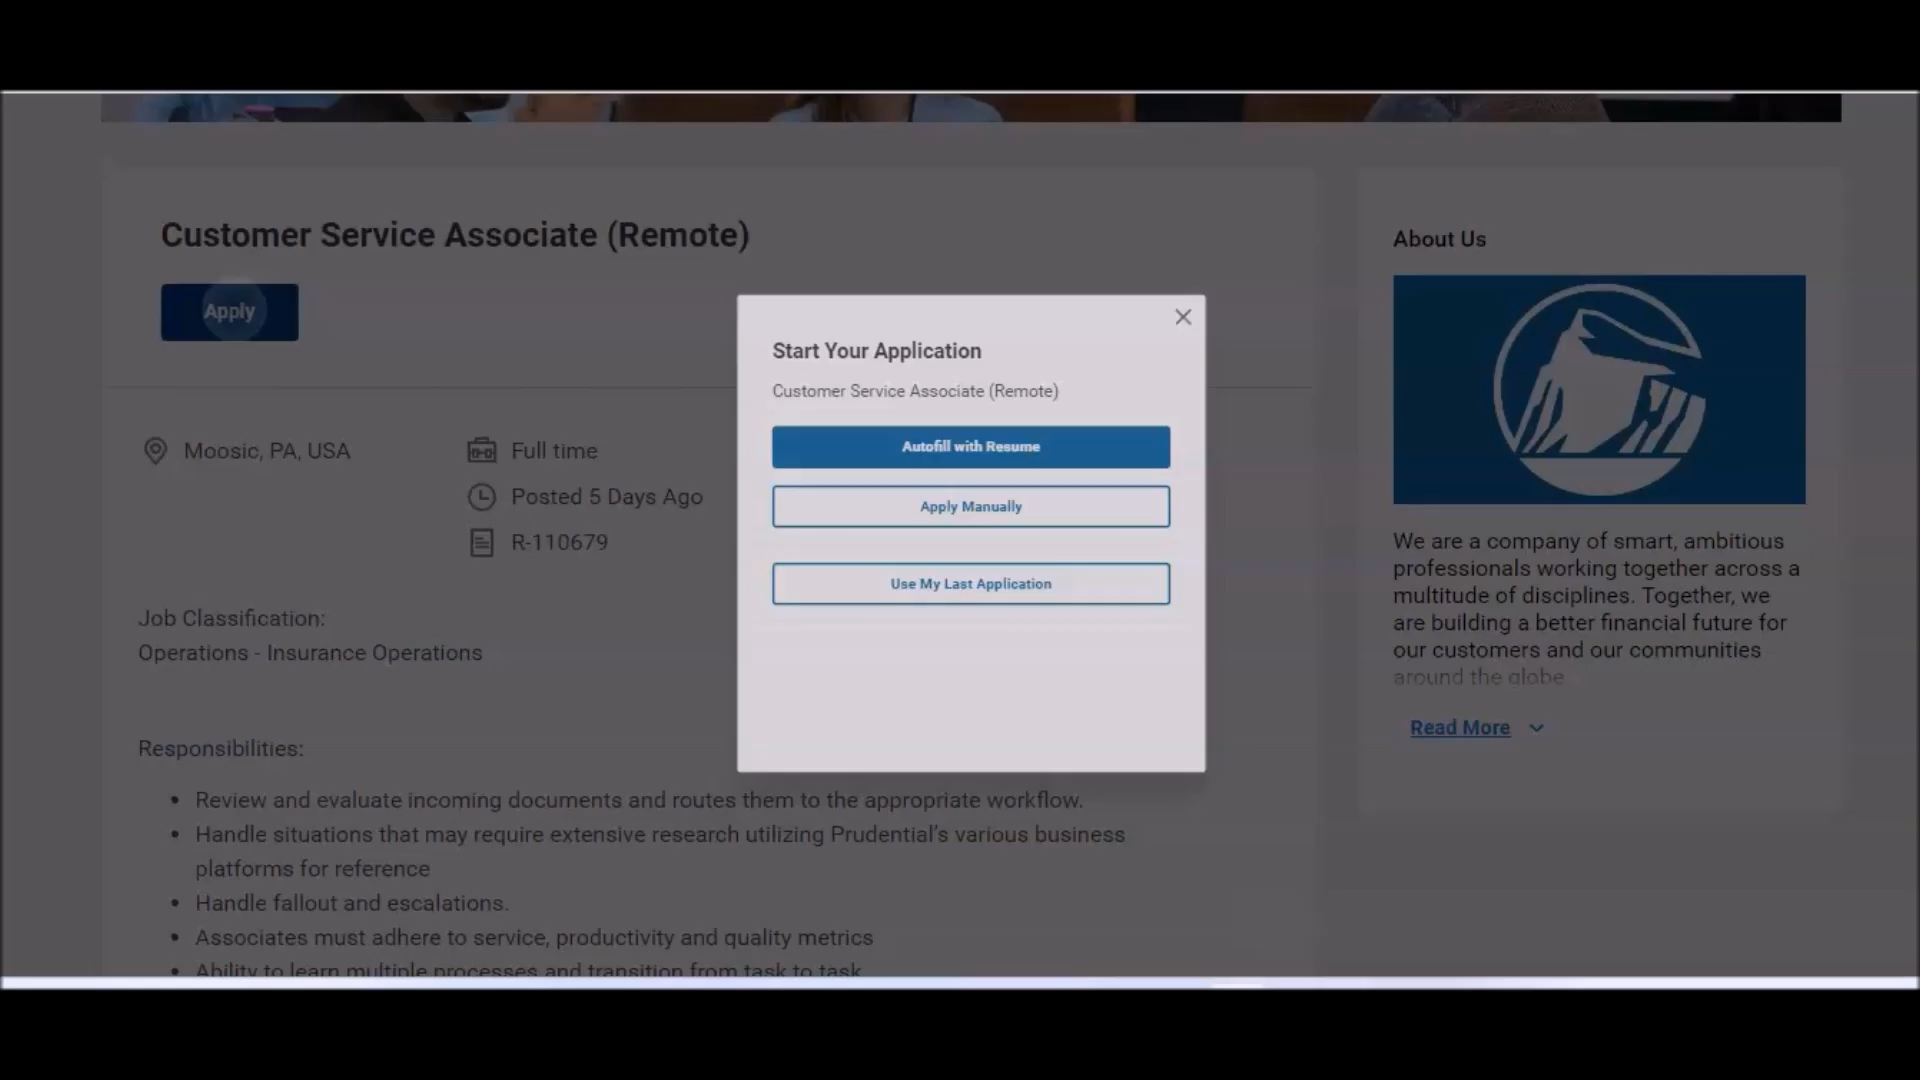 Customer Service Associate (Remote)
Apply
Moosic, PA, USA
Full time
Posted 5 Days Ago
R-110679
Job Classification:
Operations - Insurance Operations
Responsibilities:
• Review and evaluate incoming documents and routes them to the appropriate workflow.
• Handle situations that may require extensive research utilizing Prudential's various business
platforms for reference
• Handle fallout and escalations.
• Associates must adhere to service, productivity and quality metrics
• Ability to learn multiple processes and transition from task to task
Start Your Application
Customer Service Associate (Remote)
Autofill with Resume
Apply Manually
Use My Last Application
About Us
We are a company of smart, ambitious
professionals working together across a
multitude of disciplines. Together, we
are building a better financial future for
our customers and our communities
around the globe
Read More